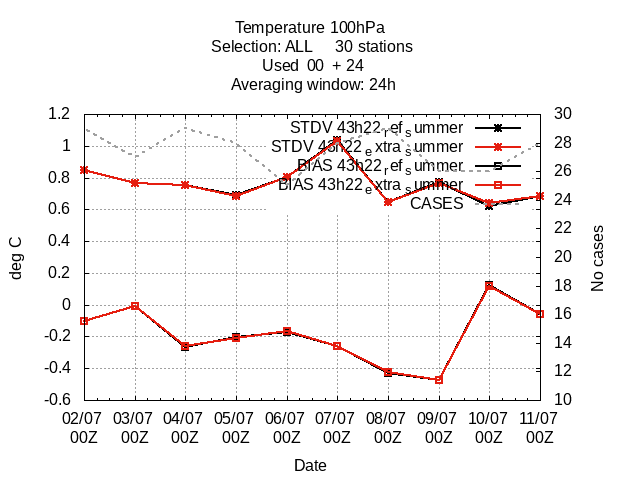 Temperature 100hPa
Selection: ALL 30 stations
Used 00 + 24
Averaging window: 24h
STDV 43h22refsummer
STDV 43h22extrasummer
BIAS 43h22refsummer
BIAS 43h22extrasummer
CASES
1.2
1
0.8
0.6
0.4
0.2
0
-0.2
-0.4
-0.6
deg C
30
28
26
24
22
20
18
16
14
12
10
No cases
02/07 03/07 04/07 05/07 06/07 07/07 08/07 09/07 10/07 11/07
00Z 00Z 00Z 00Z 00Z 00Z 00Z 00Z 00Z 00Z
Date